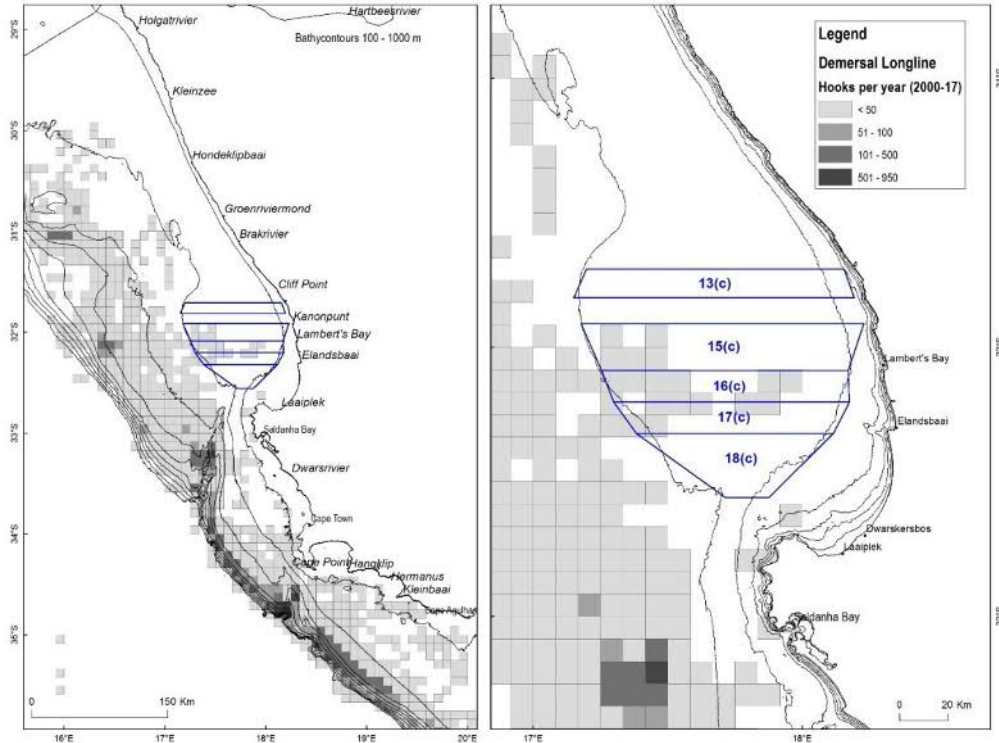 Holgatrivier
Hartbeesrivier
Bathycontours 100 - 1000 m
Kleinzee
Hondeklipbaai
Groenriviermond
Brakrivier
Cliff Point
Kanonpunt
Lambert's Bay
Elandsbaai
Laaiplek
Saldanha Bay
Dwarsrivier
Cape Town
Cape Point
Hangklip
Hermanus
Kleinbaai
29°S
30°S
31°S
32°S
33°S
34°S
35°S
0 150 Km
16°E 17°E 18°E 19°E 20°E
Legend
Demersal Longline
Hooks per year (2000-17)
< 50
51 - 100
101 - 500
501 - 950
13(c)
15(c)
16(c)
17(c)
18(c)
Lambert's Bay
Elandsbaai
Dwarskersbos
Laaiplek
Saldanha Bay
0 20 Km
17°E 18°E